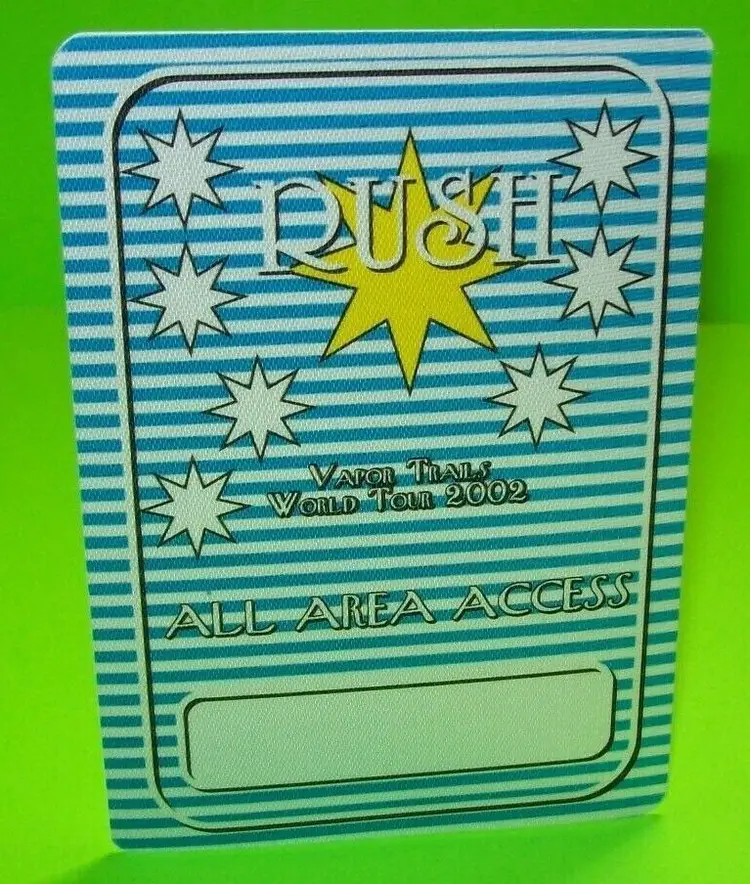 RUSH
VAPOR TRAILS
WORLD TOUR 2002
ALL AREA ACCESS